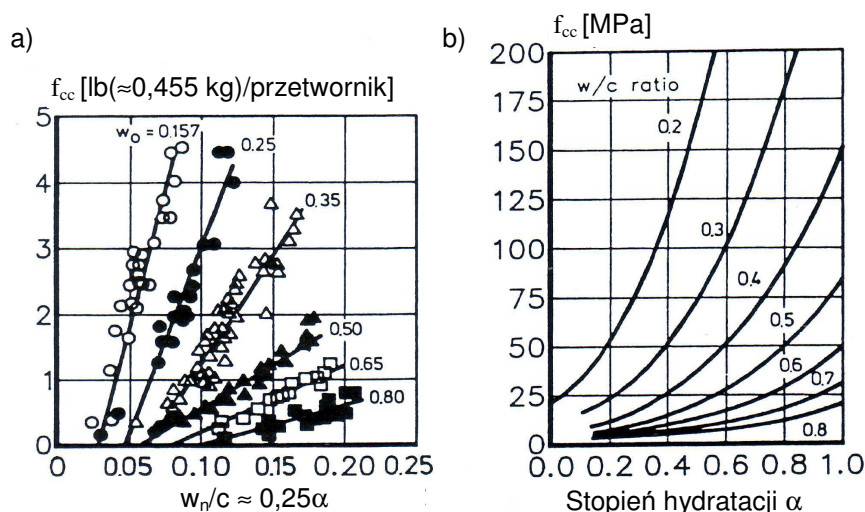 a)
f_cc [lb(≈0,455 kg)/przetwornik]
5
4
3
2
1
0
w_o = 0.157
0.25
0.35
0.50
0.65
0.80
0 0.05 0.10 0.15 0.20 0.25
w_n/c ≈ 0,25α
b)
f_cc [MPa]
200
175
150
125
100
75
50
25
0
w/c ratio
0.2
0.3
0.4
0.5
0.6
0.7
0.8
0.0 0.2 0.4 0.6 0.8 1.0
Stopień hydratacji α